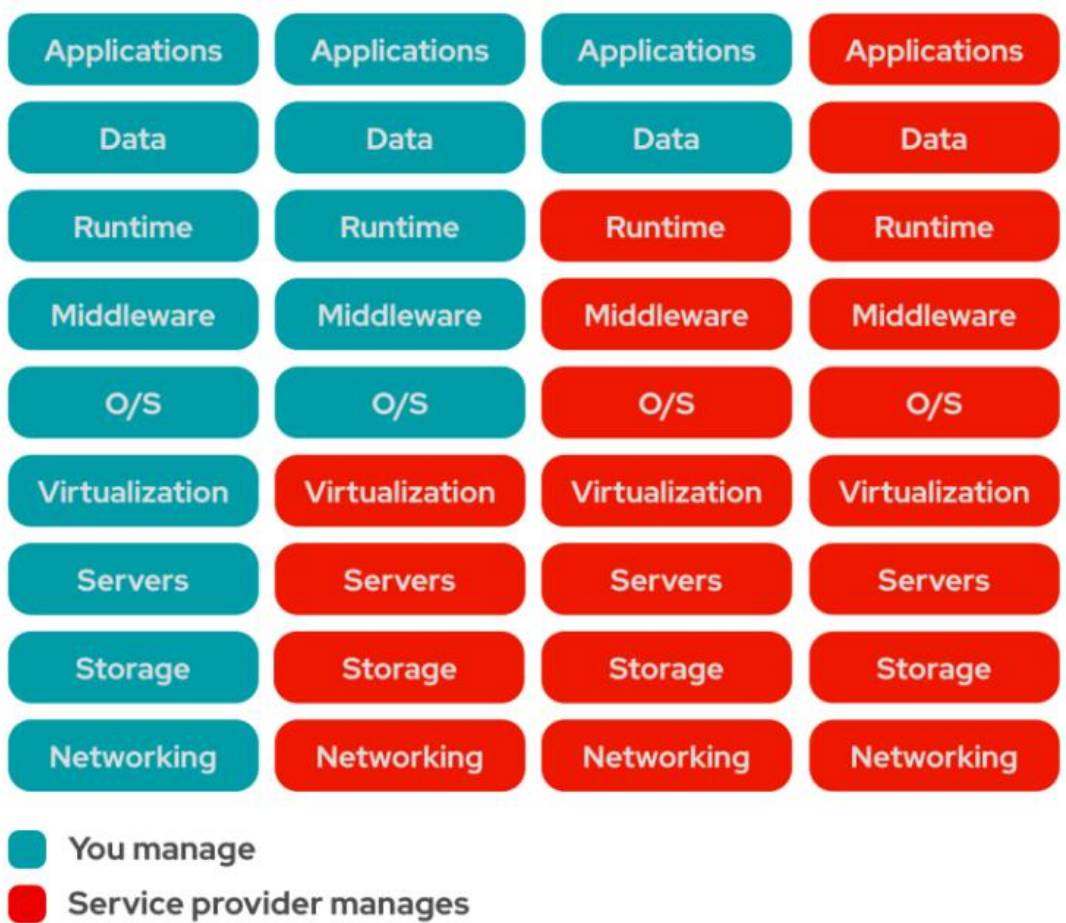 Applications Applications Applications Applications
Data Data Data Data
Runtime Runtime Runtime Runtime
Middleware Middleware Middleware Middleware
O/S O/S O/S O/S
Virtualization Virtualization Virtualization Virtualization
Servers Servers Servers Servers
Storage Storage Storage Storage
Networking Networking Networking Networking
You manage
Service provider manages